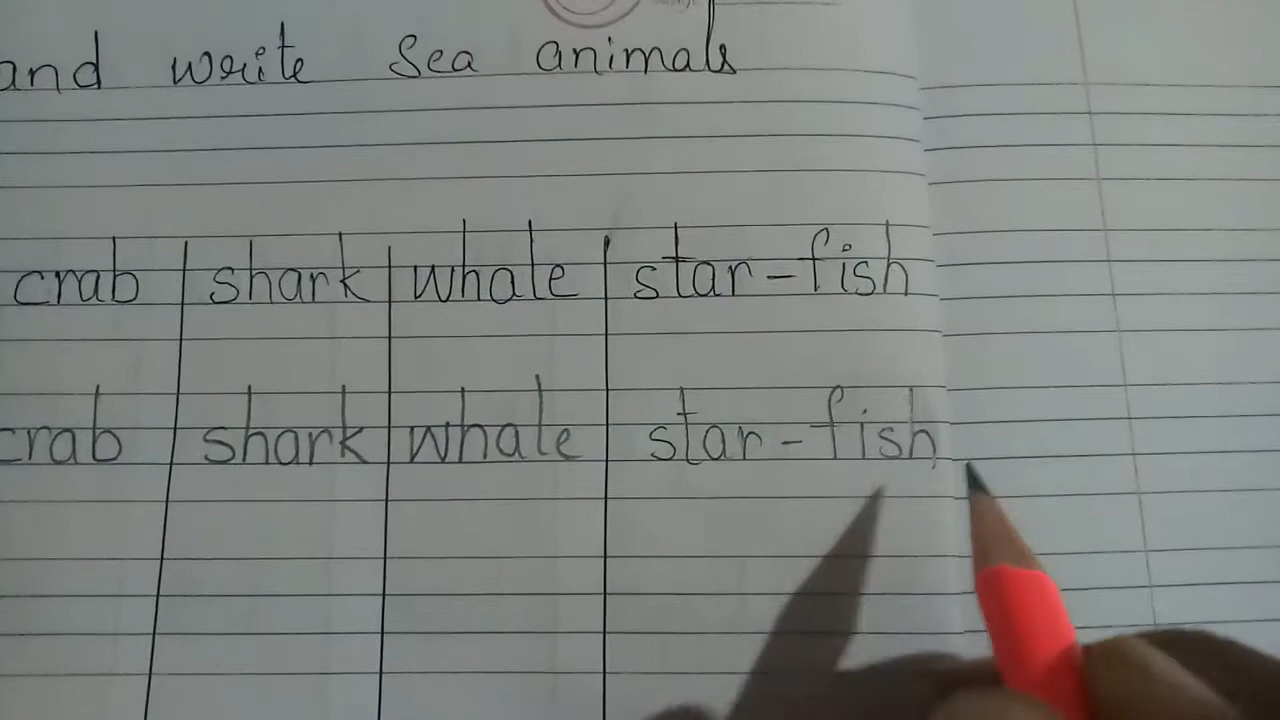 and write Sea animals
crab shark whale star-fish
crab shark whale star-fish